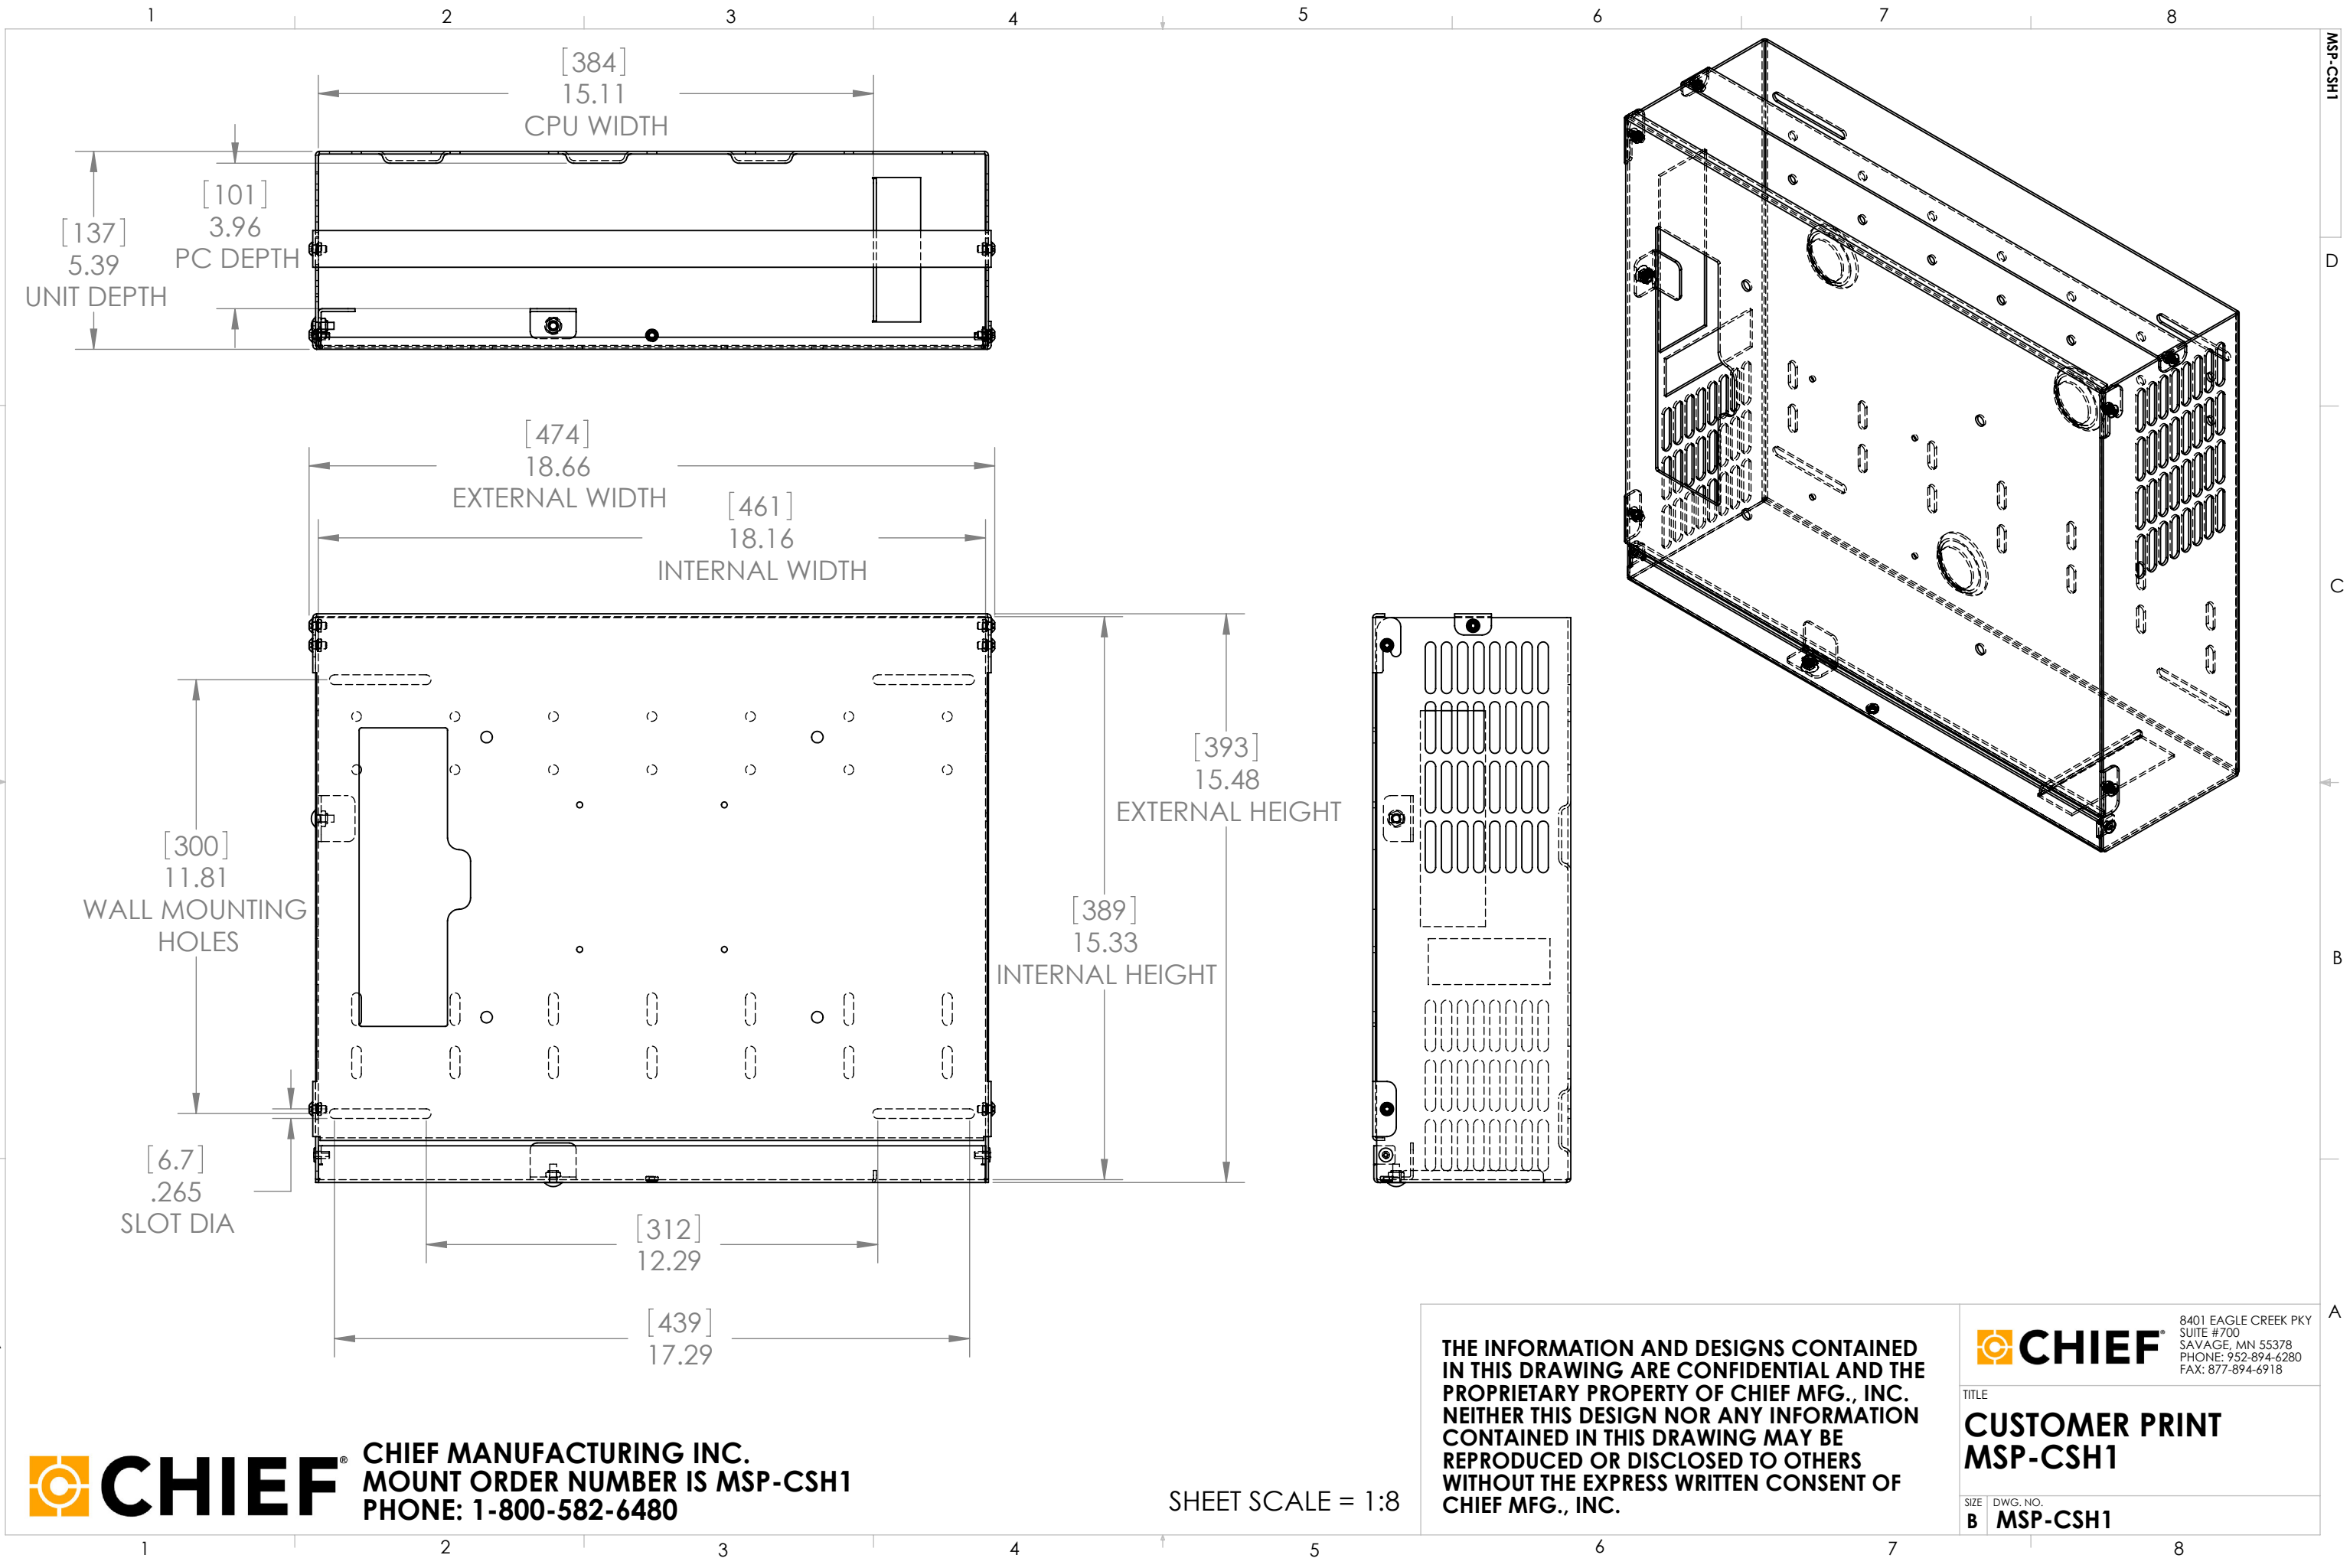 1 2 3 4 5 6 7 8
MSP-CSH1
[384]
15.11
CPU WIDTH
[101]
3.96
PC DEPTH
[137]
5.39
UNIT DEPTH
D
[474]
18.66
EXTERNAL WIDTH
[461]
18.16
INTERNAL WIDTH
C
[393]
15.48
EXTERNAL HEIGHT
[300]
11.81
WALL MOUNTING
HOLES
[389]
15.33
INTERNAL HEIGHT
B
[6.7]
.265
SLOT DIA
[312]
12.29
[439]
17.29
A
THE INFORMATION AND DESIGNS CONTAINED
IN THIS DRAWING ARE CONFIDENTIAL AND THE
PROPRIETARY PROPERTY OF CHIEF MFG., INC.
NEITHER THIS DESIGN NOR ANY INFORMATION
CONTAINED IN THIS DRAWING MAY BE
REPRODUCED OR DISCLOSED TO OTHERS
WITHOUT THE EXPRESS WRITTEN CONSENT OF
CHIEF MFG., INC.
CHIEF®
8401 EAGLE CREEK PKY
SUITE #700
SAVAGE, MN 55378
PHONE: 952-894-6280
FAX: 877-894-6918
TITLE
CUSTOMER PRINT
MSP-CSH1
SIZE DWG. NO.
B MSP-CSH1
CHIEF®
CHIEF MANUFACTURING INC.
MOUNT ORDER NUMBER IS MSP-CSH1
PHONE: 1-800-582-6480
SHEET SCALE = 1:8
1 2 3 4 5 6 7 8